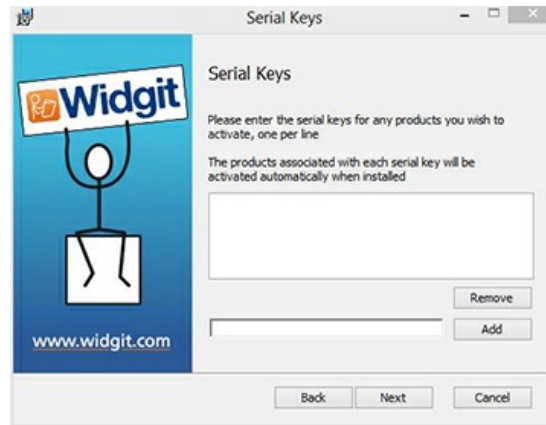 Serial Keys
Widgit
www.widgit.com
Serial Keys
Please enter the serial keys for any products you wish to
activate, one per line
The products associated with each serial key will be
activated automatically when installed
Remove
Add
Back Next Cancel